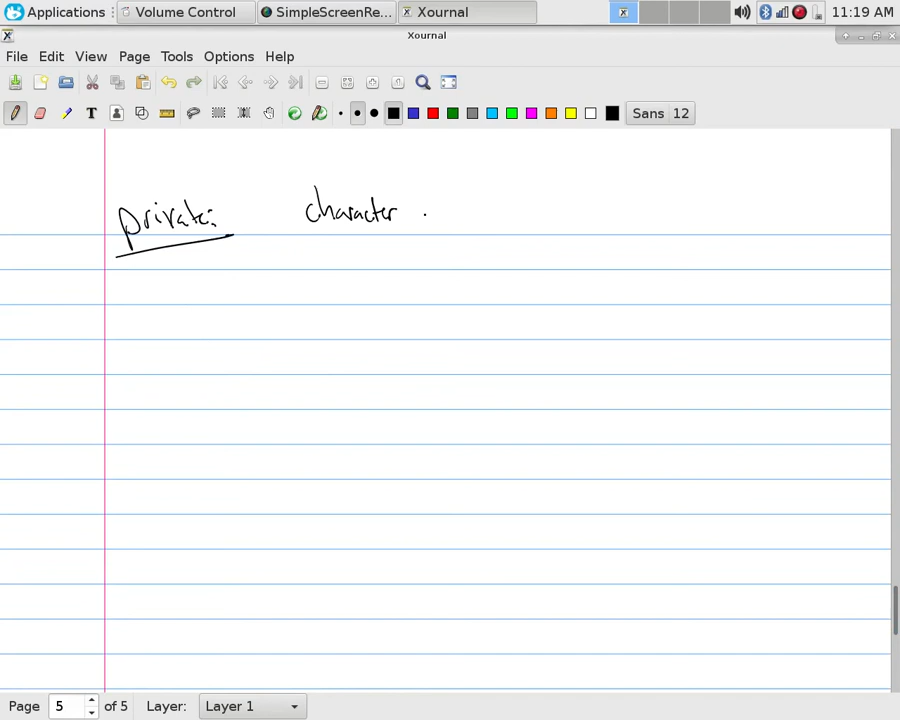 Applications
Volume Control
SimpleScreenRe...
Xournal
11:19 AM
Xournal
File Edit View Page Tools Options Help
T
Sans 12
private: character .
Page 5 of 5 Layer: Layer 1